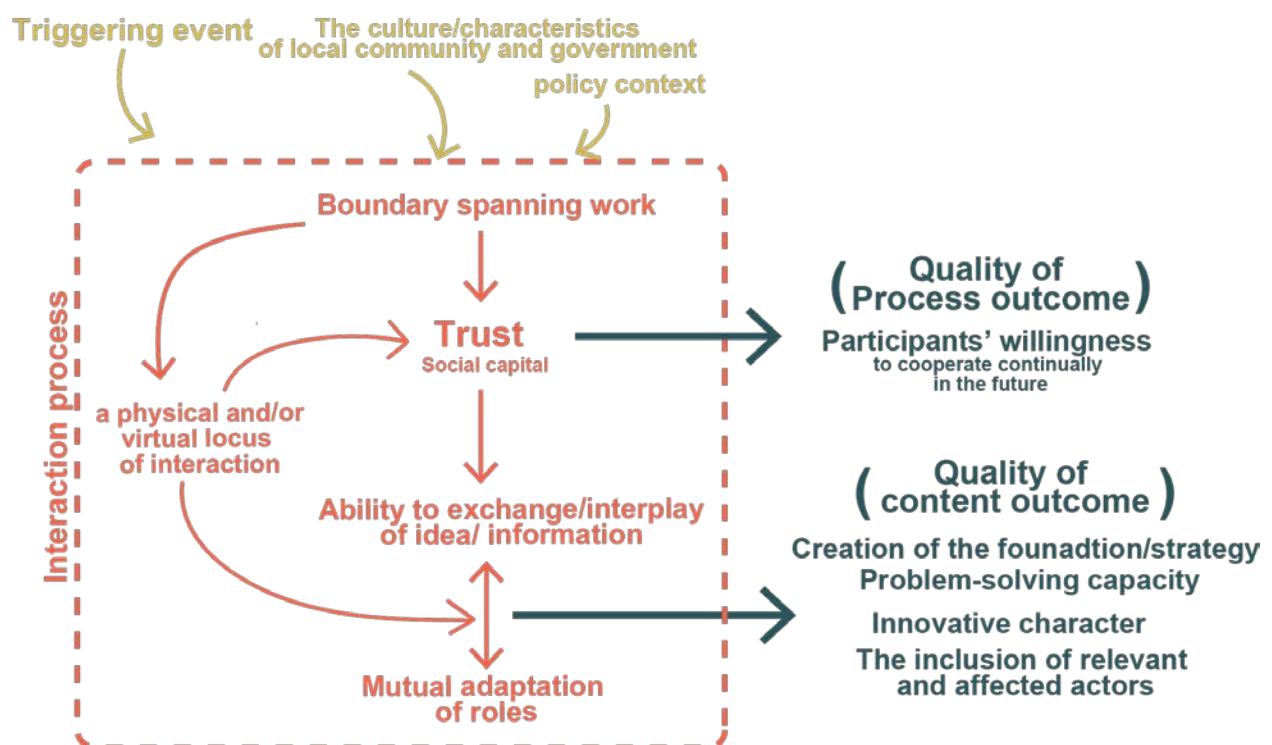 Triggering event
The culture/characteristics
of local community and government
policy context
Interaction process
Boundary spanning work
Trust
Social capital
a physical and/or
virtual locus
of interaction
Ability to exchange/interplay
of idea/ information
Mutual adaptation
of roles
( Quality of
Process outcome )
Participants' willingness
to cooperate continually
in the future
( Quality of
content outcome )
Creation of the founadtion/strategy
Problem-solving capacity
Innovative character
The inclusion of relevant
and affected actors